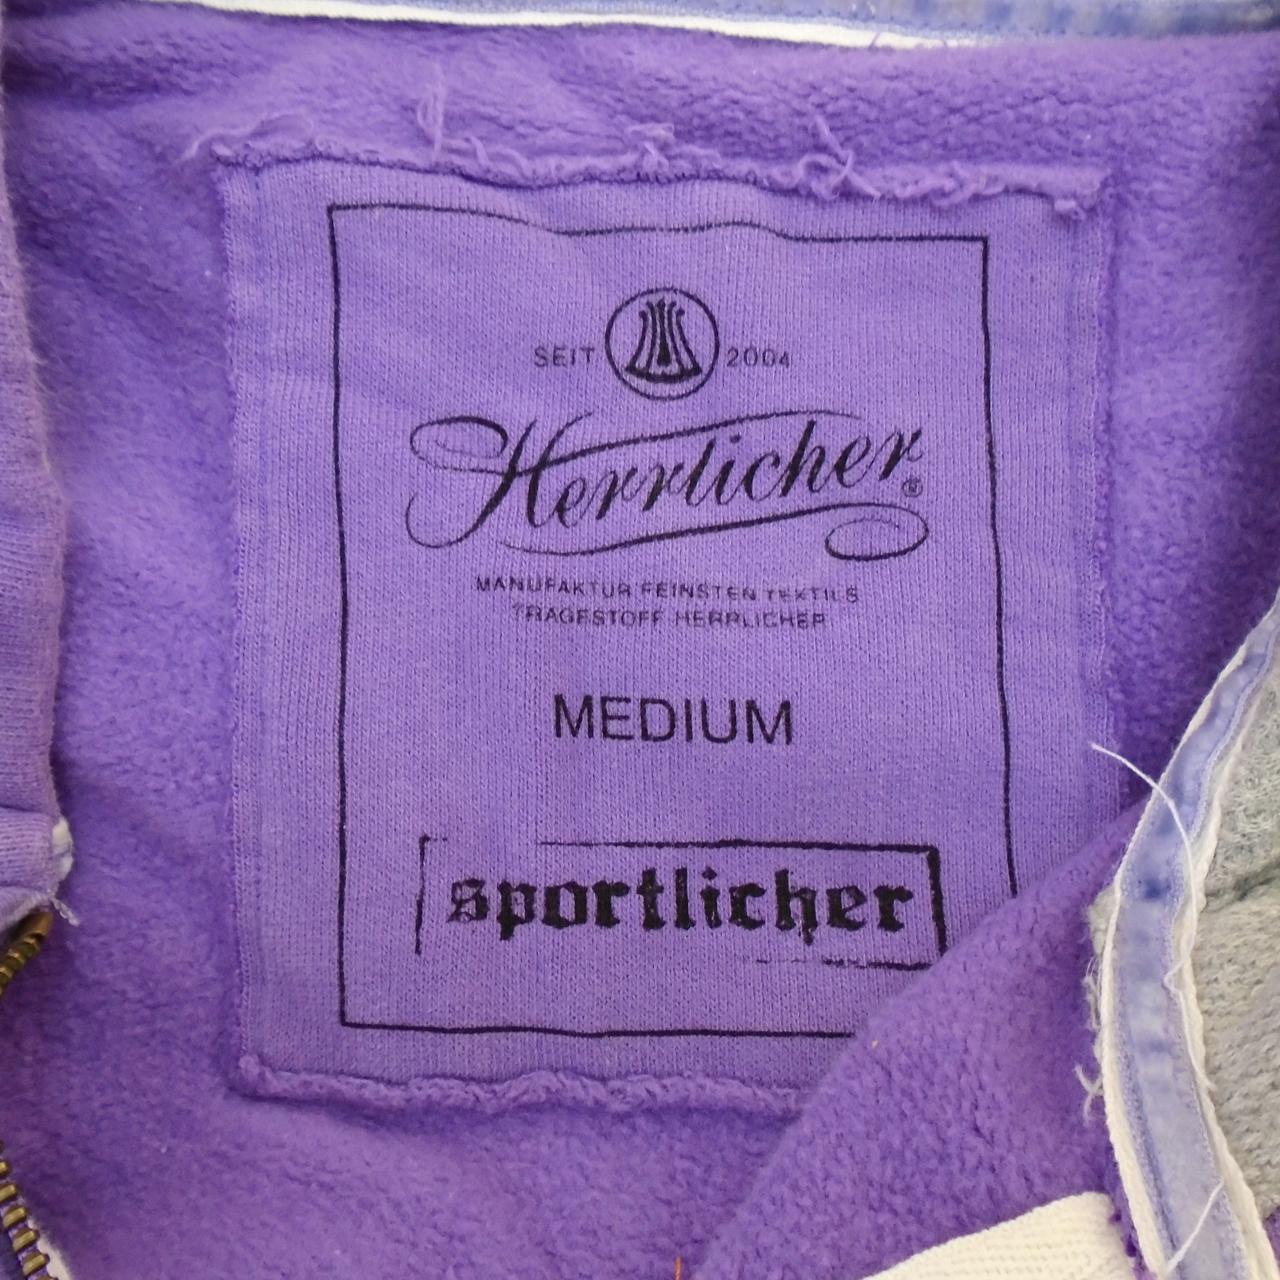 SEIT 2004
Herrlicher®
MANUFAKTUR FEINSTEN TEXTILS
TRAGESTOFF HERRLICHER
MEDIUM
sportlicher